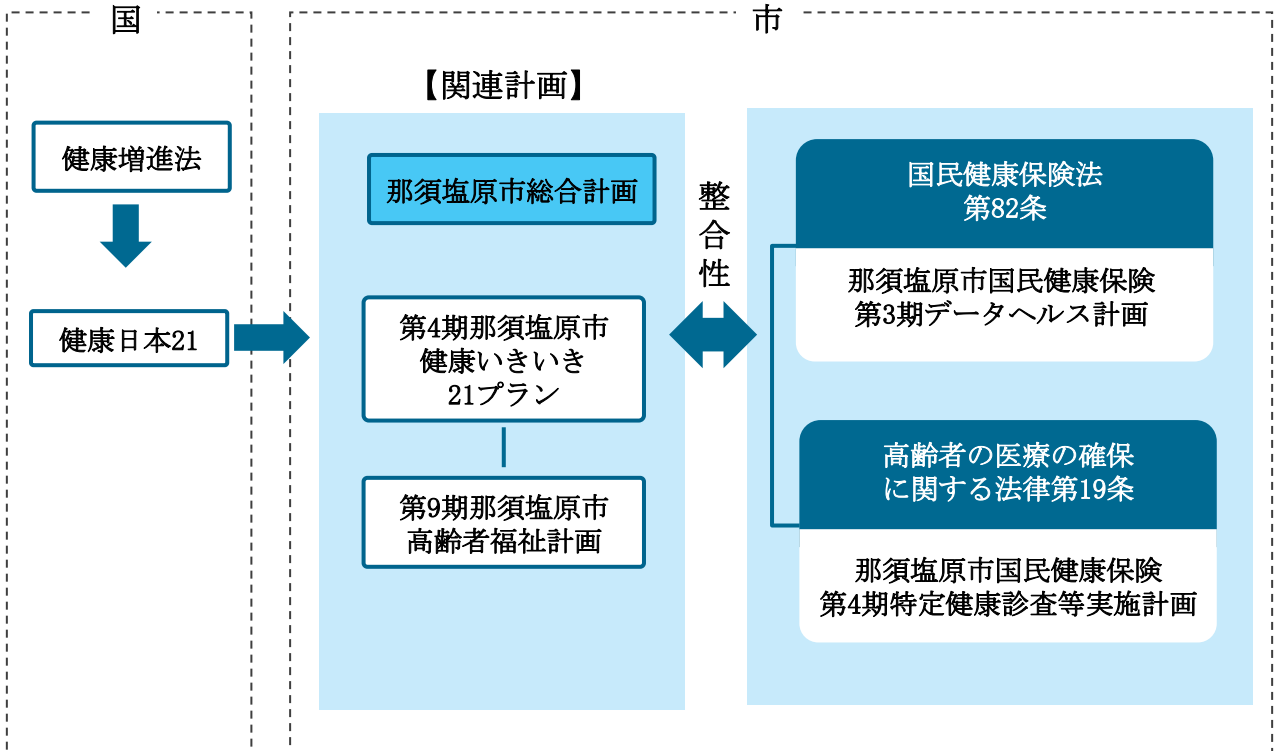 国
健康増進法
健康日本21
市
【関連計画】
那須塩原市総合計画
第4期那須塩原市
健康いきいき
21プラン
第9期那須塩原市
高齢者福祉計画
整合性
国民健康保険法
第82条
那須塩原市国民健康保険
第3期データヘルス計画
高齢者の医療の確保
に関する法律第19条
那須塩原市国民健康保険
第4期特定健康診査等実施計画